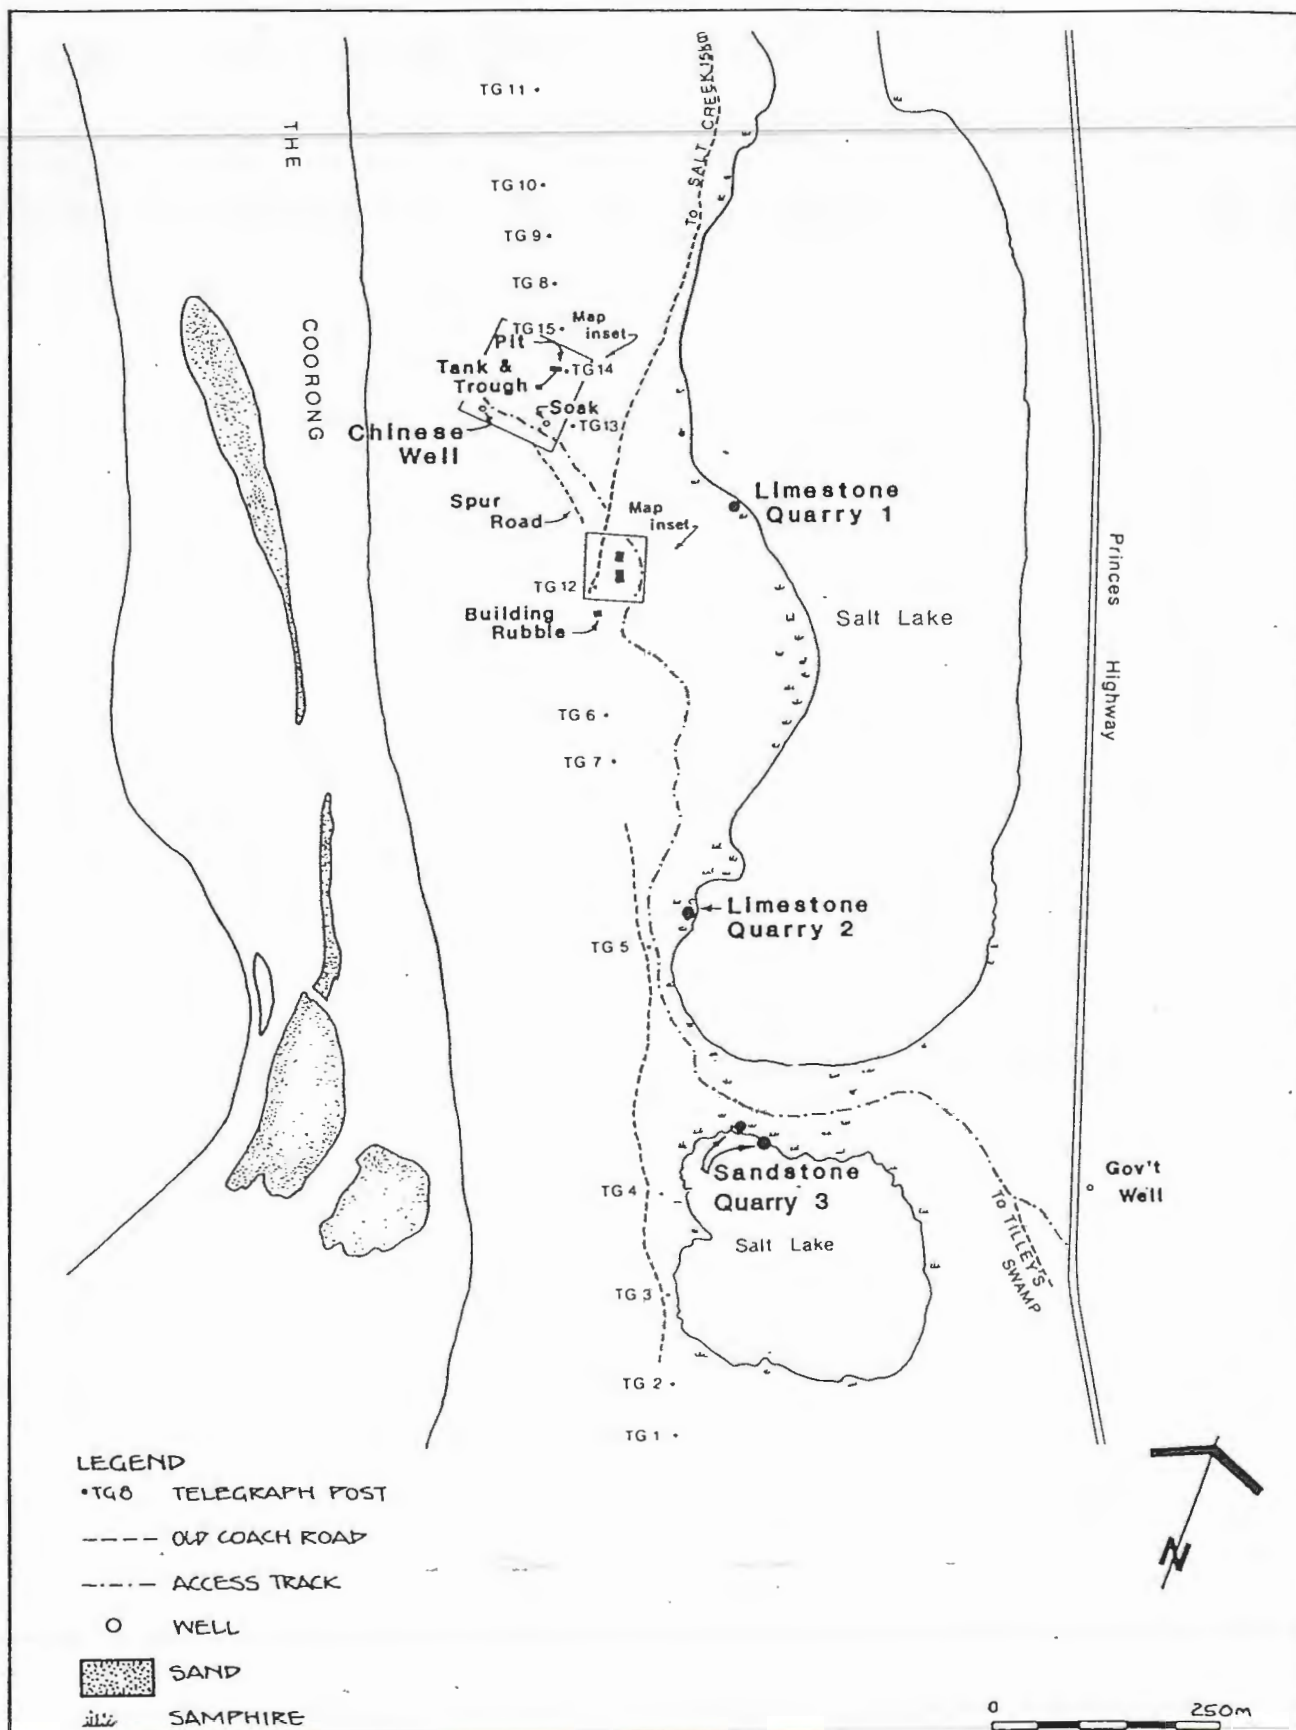 TG 11
TO SALT CREEK 15km
THE
COORONG
TG 10
TG 9
TG 8
TG 15
Map
inset
Pit
Tank &
Trough
TG 14
Soak
TG 13
Chinese
Well
Spur
Road
Map
inset
Limestone
Quarry 1
TG 12
Building
Rubble
Salt Lake
Princes
Highway
TG 6
TG 7
Limestone
Quarry 2
TG 5
Sandstone
Quarry 3
TG 4
Salt Lake
Gov't
Well
TO TILLEY'S
SWAMP
TG 3
TG 2
TG 1
N
LEGEND
•TG8 TELEGRAPH POST
OLD COACH ROAD
ACCESS TRACK
WELL
SAND
SAMPHIRE
0 250m